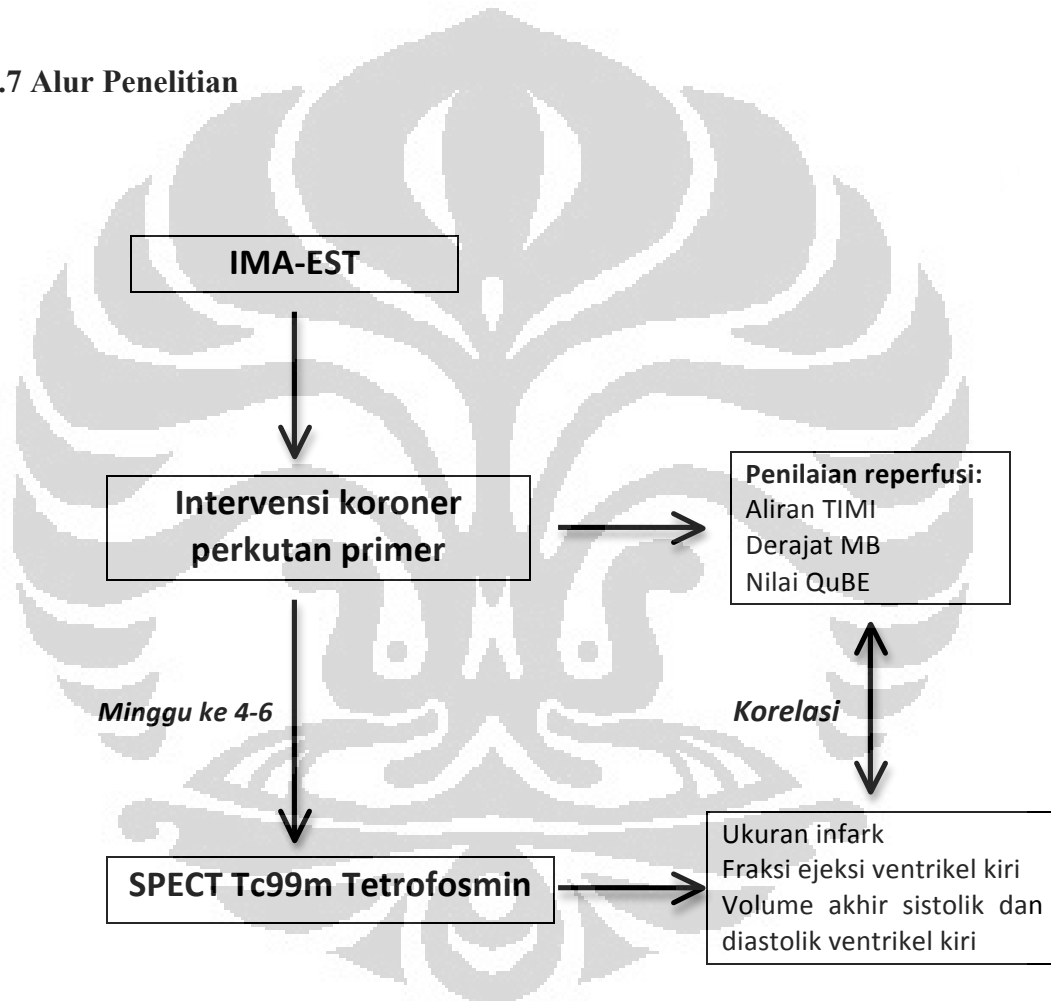 .7 Alur Penelitian
IMA-EST
Intervensi koroner
perkutan primer
Penilaian reperfusi:
Aliran TIMI
Derajat MB
Nilai QuBE
Minggu ke 4-6
Korelasi
SPECT Tc99m Tetrofosmin
Ukuran infark
Fraksi ejeksi ventrikel kiri
Volume akhir sistolik dan
diastolik ventrikel kiri